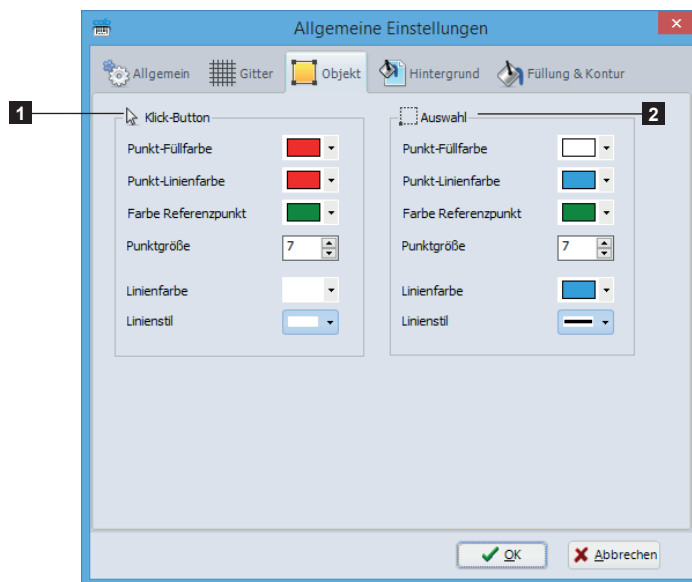 Allgemeine Einstellungen
Allgemein
Gitter
Objekt
Hintergrund
Füllung & Kontur
1
Klick-Button
Punkt-Füllfarbe
Punkt-Linienfarbe
Farbe Referenzpunkt
Punktgröße 7
Linienfarbe
Linienstil
Auswahl
2
Punkt-Füllfarbe
Punkt-Linienfarbe
Farbe Referenzpunkt
Punktgröße 7
Linienfarbe
Linienstil
OK
Abbrechen